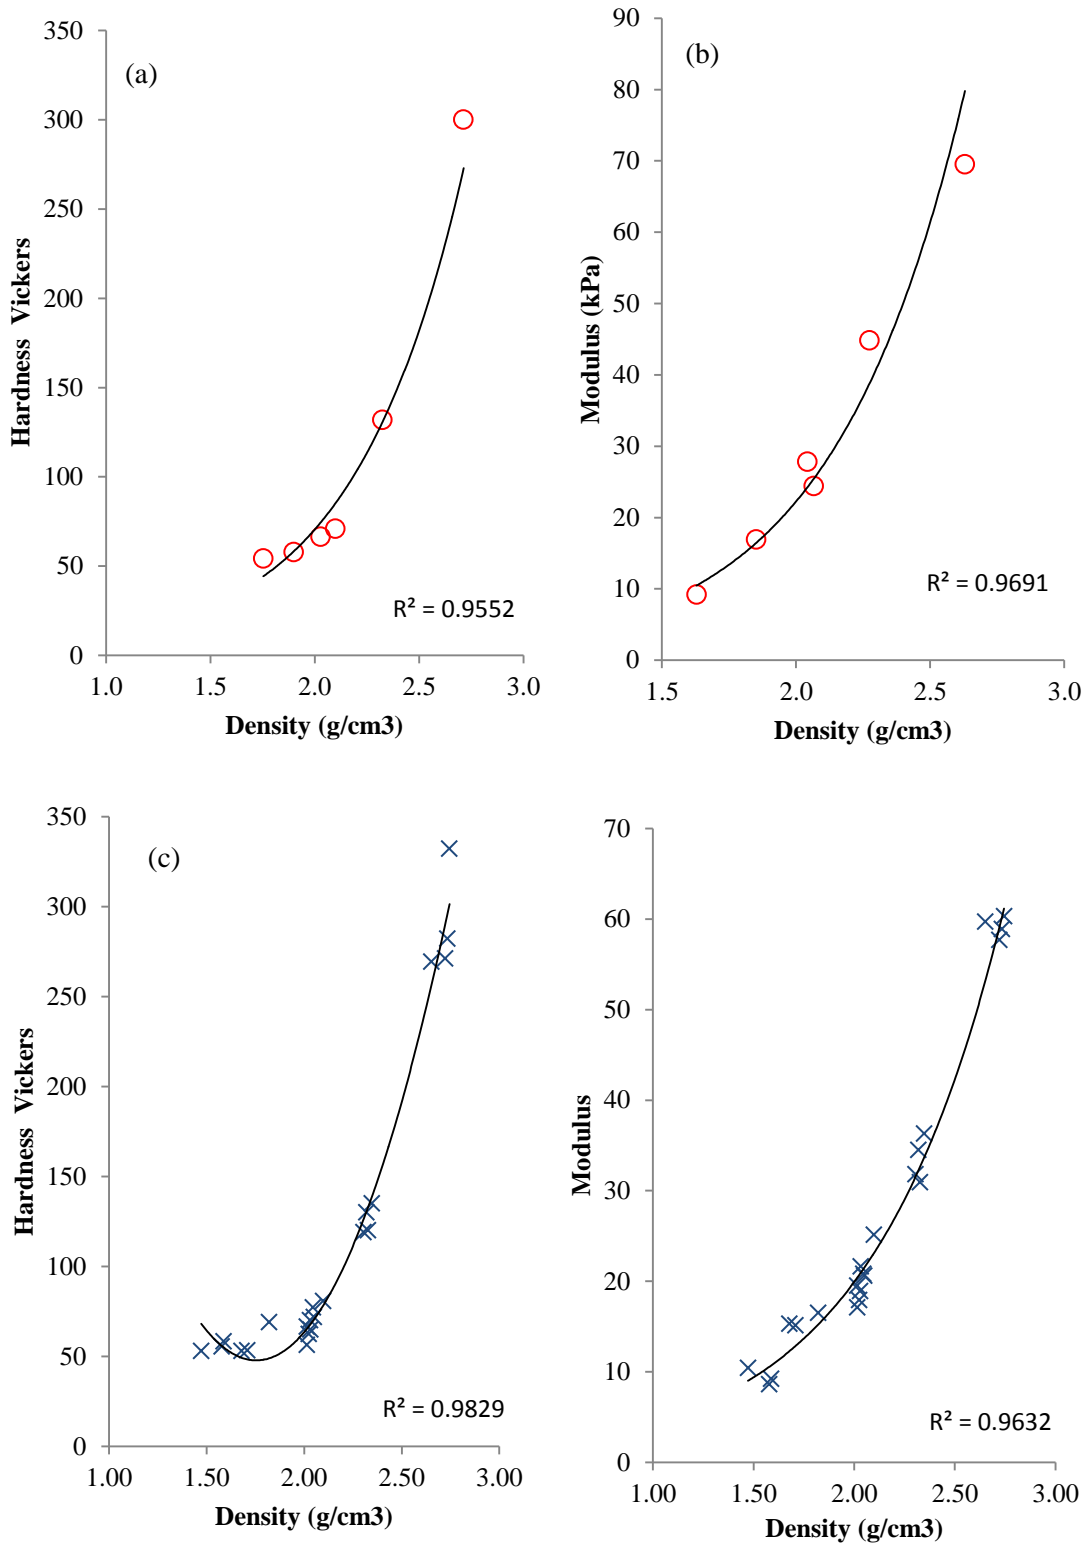 (a)
350
300
250
200
150
100
50
0
1.0 1.5 2.0 2.5 3.0
Hardness Vickers
Density (g/cm3)
R² = 0.9552
(b)
90
80
70
60
50
40
30
20
10
0
1.5 2.0 2.5 3.0
Modulus (kPa)
Density (g/cm3)
R² = 0.9691
(c)
350
300
250
200
150
100
50
0
1.00 1.50 2.00 2.50 3.00
Hardness Vickers
Density (g/cm3)
R² = 0.9829
70
60
50
40
30
20
10
0
1.00 1.50 2.00 2.50 3.00
Modulus
Density (g/cm3)
R² = 0.9632